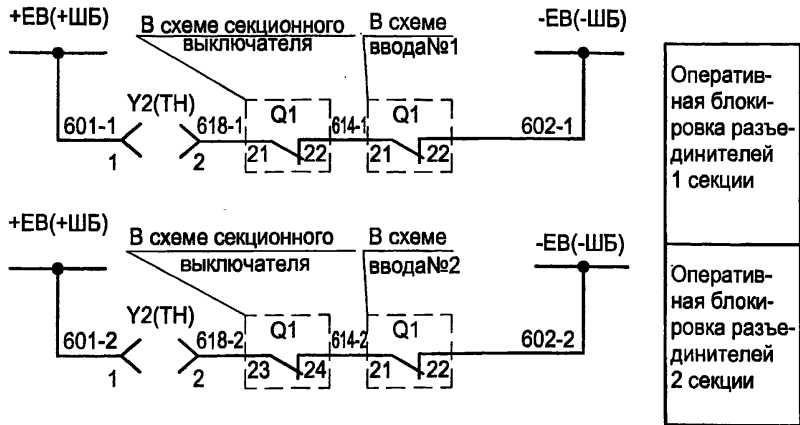 +ЕВ(+ШБ)
В схеме секционного
выключателя
В схеме
ввода№1
-ЕВ(-ШБ)
Y2(ТН)
601-1
618-1
Q1
614-1
Q1
602-1
1
2
21
22
21
22
Оператив-
ная блоки-
ровка разъе-
динителей
1 секции
+ЕВ(+ШБ)
В схеме секционного
выключателя
В схеме
ввода№2
-ЕВ(-ШБ)
Y2(ТН)
601-2
618-2
Q1
614-2
Q1
602-2
1
2
23
24
21
22
Оператив-
ная блоки-
ровка разъе-
динителей
2 секции